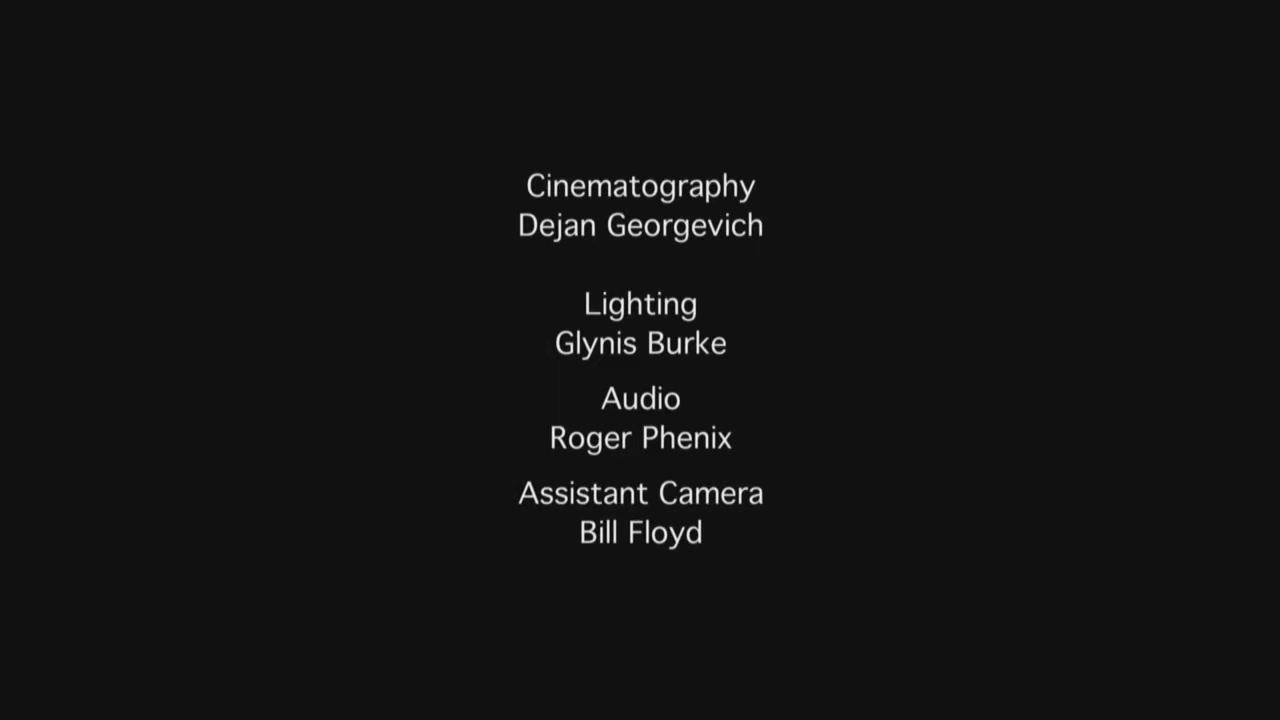 Cinematography
Dejan Georgevich
Lighting
Glynis Burke
Audio
Roger Phenix
Assistant Camera
Bill Floyd